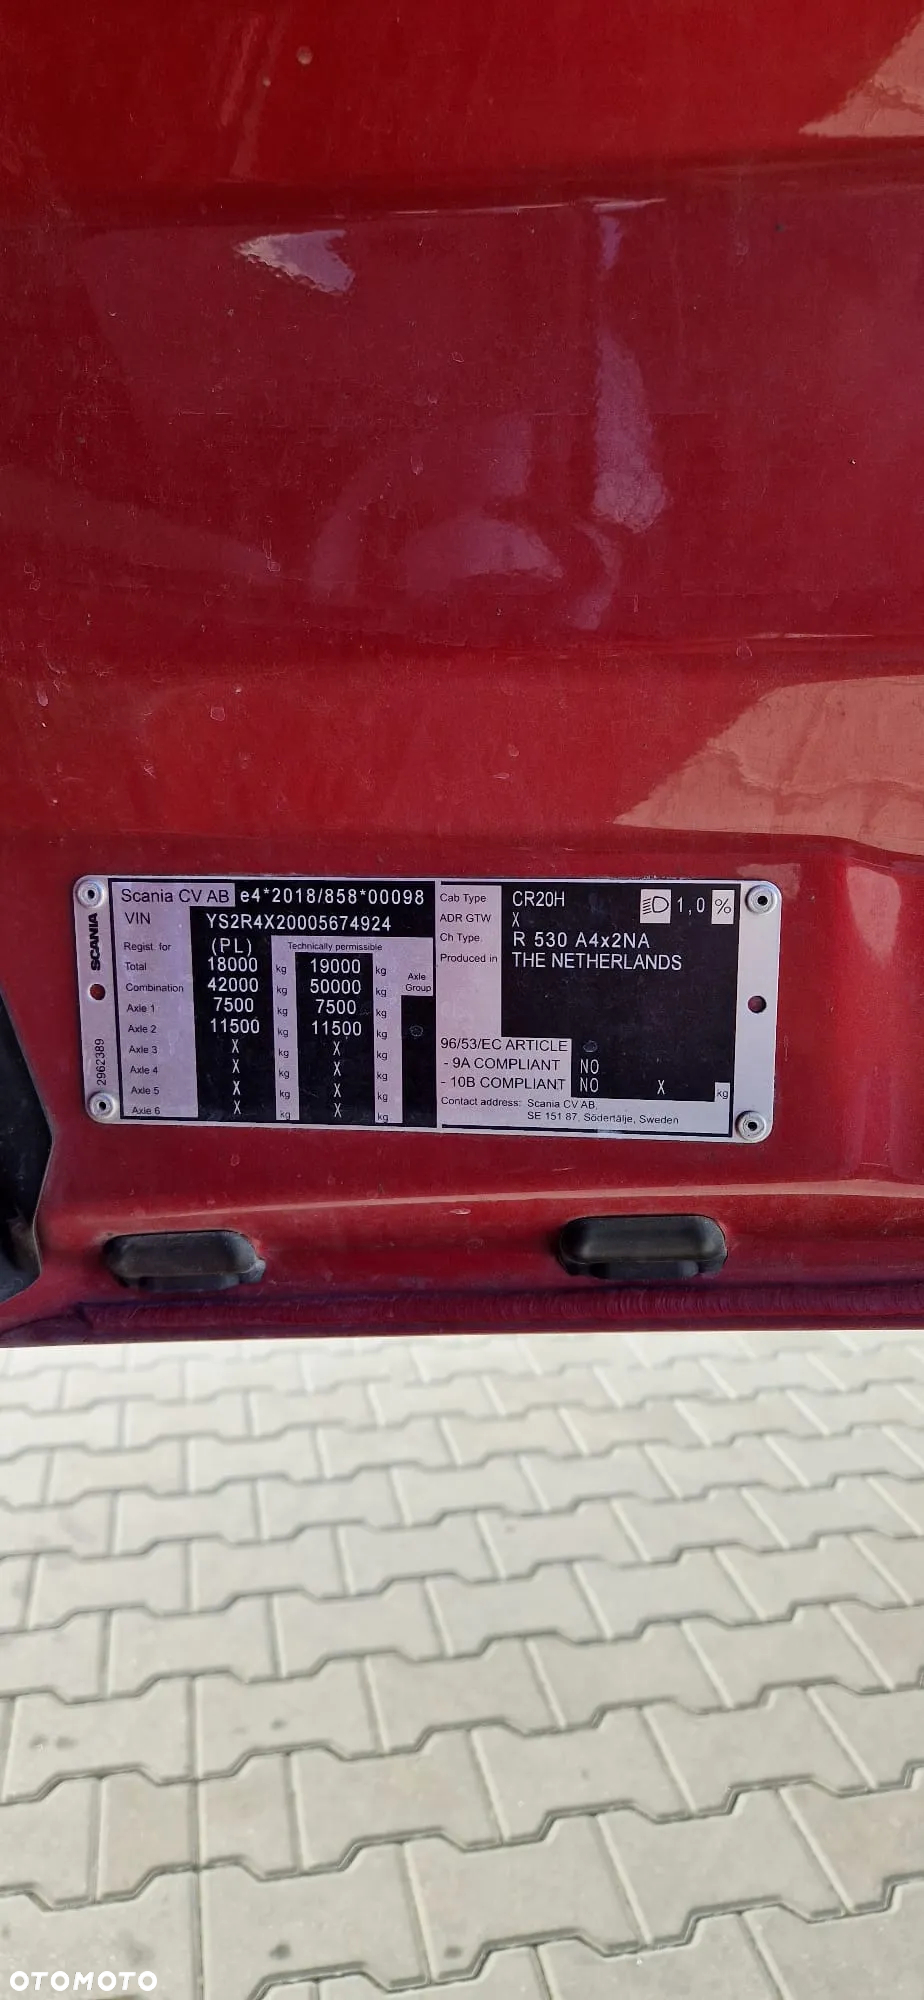 SCANIA
2962389
Scania CV AB e4*2018/858*00098
VIN YS2R4X20005674924
Regist. for (PL) Technically permissible
Total 18000 kg 19000 kg Axle Group
Combination 42000 kg 50000 kg
Axle 1 7500 kg 7500 kg
Axle 2 11500 kg 11500 kg
Axle 3 X kg X kg
Axle 4 X kg X kg
Axle 5 X kg X kg
Axle 6 X kg X kg
Cab Type CR20H 1,0 %
ADR GTW X
Ch Type. R 530 A4x2NA
Produced in THE NETHERLANDS
96/53/EC ARTICLE
- 9A COMPLIANT NO
- 10B COMPLIANT NO X kg
Contact address: Scania CV AB,
SE 151 87, Södertälje, Sweden
OTOMOTO